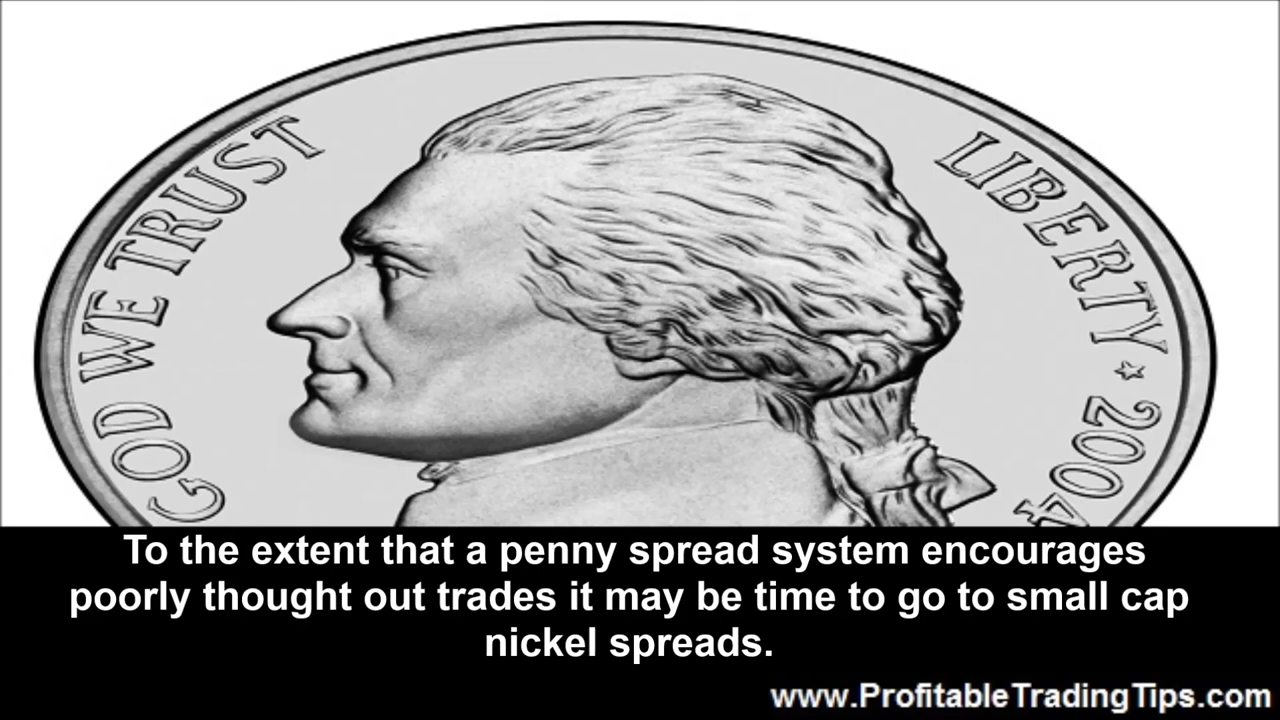 GOD WE TRUST
LIBERTY ★ 2004
To the extent that a penny spread system encourages
poorly thought out trades it may be time to go to small cap
nickel spreads.
www.ProfitableTradingTips.com